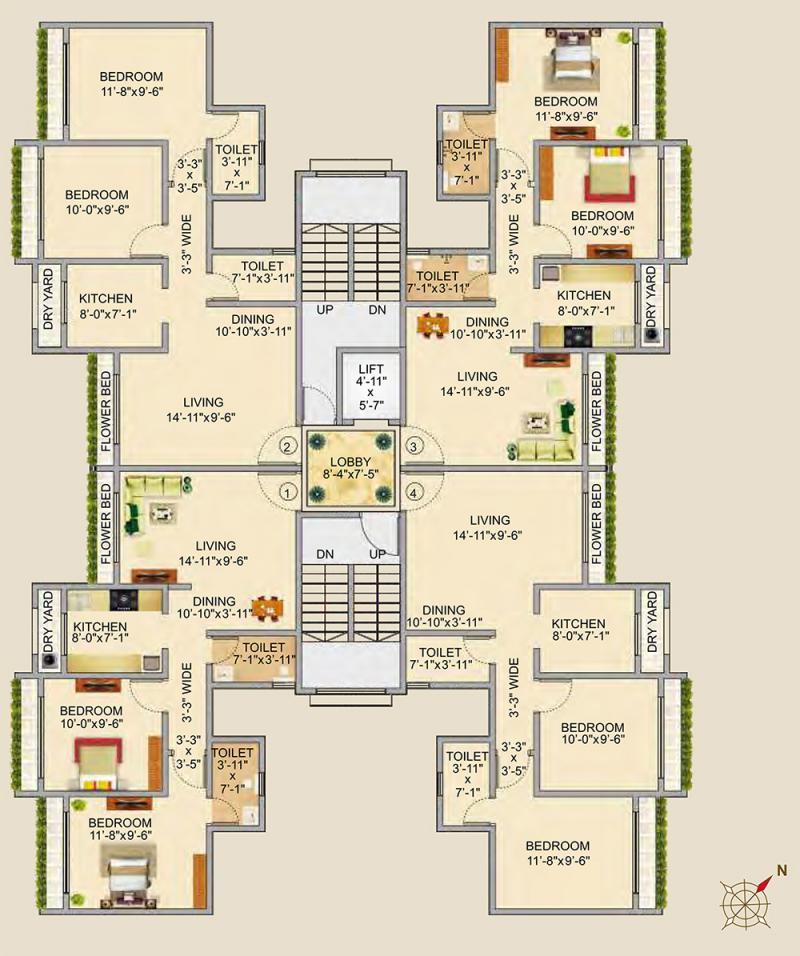 BEDROOM
11'-8"x9'-6"
TOILET
3'-11"
x
7'-1"
3'-3"
x
3'-5"
BEDROOM
10'-0"x9'-6"
3'-3" WIDE
TOILET
7'-1"x3'-11"
KITCHEN
8'-0"x7'-1"
DRY YARD
DINING
10'-10"x3'-11"
LIVING
14'-11"x9'-6"
FLOWER BED
2
UP
DN
LIFT
4'-11"
x
5'-7"
BEDROOM
11'-8"x9'-6"
TOILET
3'-11"
x
7'-1"
3'-3"
x
3'-5"
BEDROOM
10'-0"x9'-6"
3'-3" WIDE
TOILET
7'-1"x3'-11"
KITCHEN
8'-0"x7'-1"
DRY YARD
DINING
10'-10"x3'-11"
LIVING
14'-11"x9'-6"
FLOWER BED
3
LOBBY
8'-4"x7'-5"
1
FLOWER BED
LIVING
14'-11"x9'-6"
DINING
10'-10"x3'-11"
DRY YARD
KITCHEN
8'-0"x7'-1"
TOILET
7'-1"x3'-11"
3'-3" WIDE
BEDROOM
10'-0"x9'-6"
3'-3"
x
3'-5"
TOILET
3'-11"
x
7'-1"
BEDROOM
11'-8"x9'-6"
DN
UP
4
LIVING
14'-11"x9'-6"
FLOWER BED
DINING
10'-10"x3'-11"
KITCHEN
8'-0"x7'-1"
DRY YARD
TOILET
7'-1"x3'-11"
3'-3" WIDE
BEDROOM
10'-0"x9'-6"
3'-3"
x
3'-5"
TOILET
3'-11"
x
7'-1"
BEDROOM
11'-8"x9'-6"
N